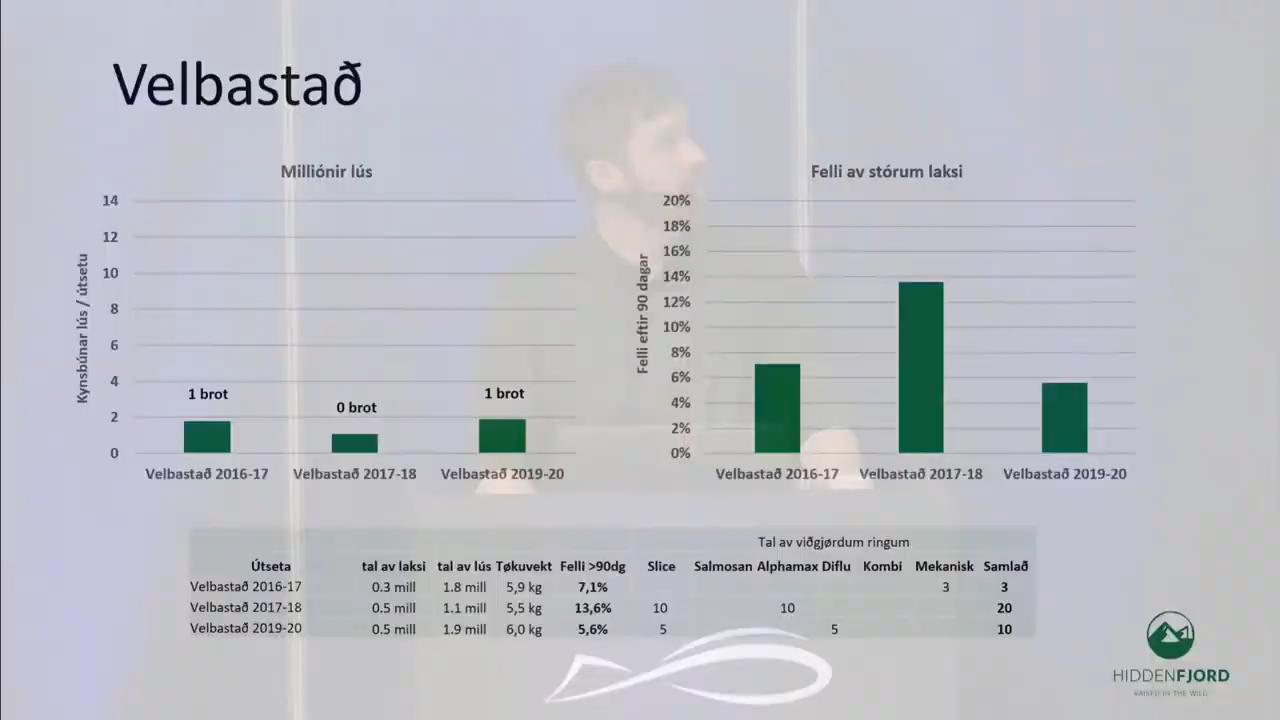 Velbastað
Milliónir lús
Kynsbúnar lús / útsetu
14
12
10
8
6
4
2
0
1 brot
0 brot
1 brot
Velbastað 2016-17 Velbastað 2017-18 Velbastað 2019-20
Felli av stórum laksi
Felli eftir 90 dagar
20%
18%
16%
14%
12%
10%
8%
6%
4%
2%
0%
Velbastað 2016-17 Velbastað 2017-18 Velbastað 2019-20
Tal av viðgjørdum ringum
Útseta tal av laksi tal av lús Tøkuvekt Felli >90dg Slice Salmosan Alphamax Diflu Kombi Mekanisk Samlað
Velbastað 2016-17 0.3 mill 1.8 mill 5,9 kg 7,1% 3 3
Velbastað 2017-18 0.5 mill 1.1 mill 5,5 kg 13,6% 10 10 20
Velbastað 2019-20 0.5 mill 1.9 mill 6,0 kg 5,6% 5 5 10
HIDDENFJORD
RAISED IN THE WILD